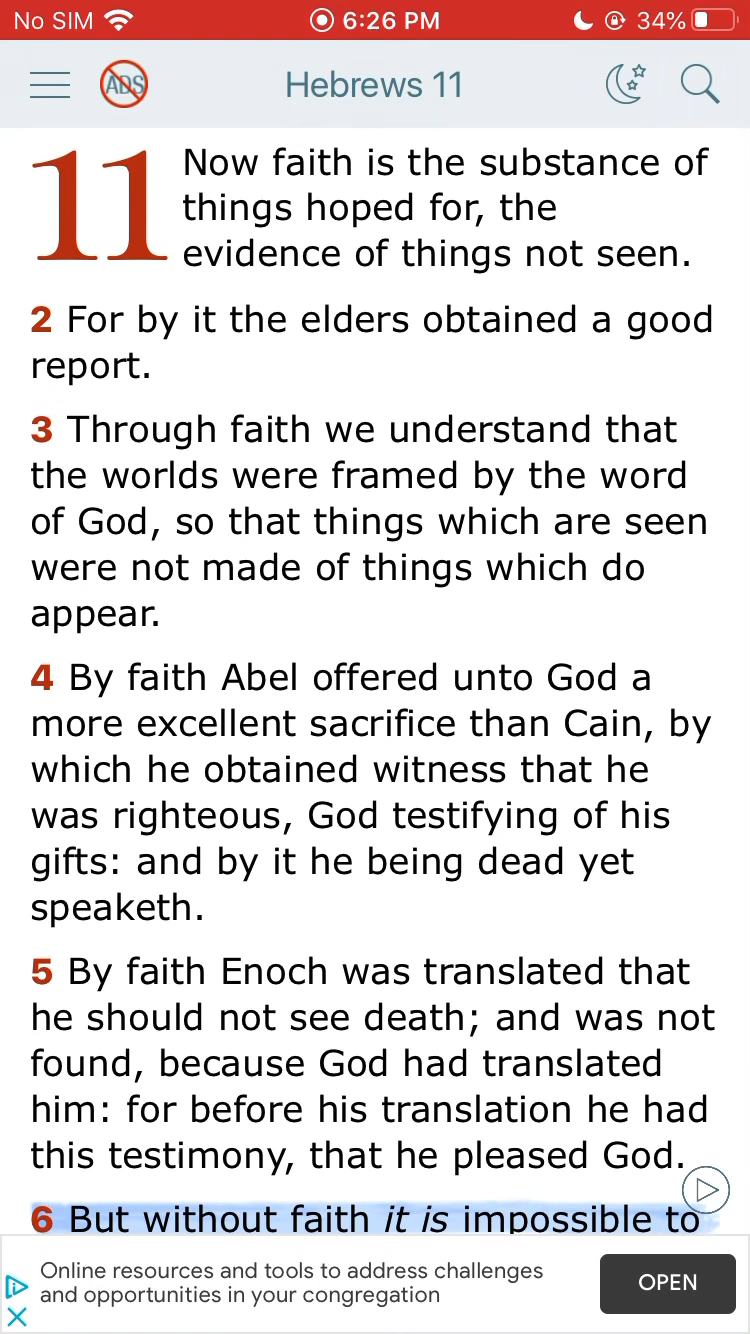 No SIM 6:26 PM 34%
ADS Hebrews 11
11 Now faith is the substance of
things hoped for, the
evidence of things not seen.
2 For by it the elders obtained a good
report.
3 Through faith we understand that
the worlds were framed by the word
of God, so that things which are seen
were not made of things which do
appear.
4 By faith Abel offered unto God a
more excellent sacrifice than Cain, by
which he obtained witness that he
was righteous, God testifying of his
gifts: and by it he being dead yet
speaketh.
5 By faith Enoch was translated that
he should not see death; and was not
found, because God had translated
him: for before his translation he had
this testimony, that he pleased God.
6 But without faith it is impossible to
Online resources and tools to address challenges
and opportunities in your congregation
OPEN